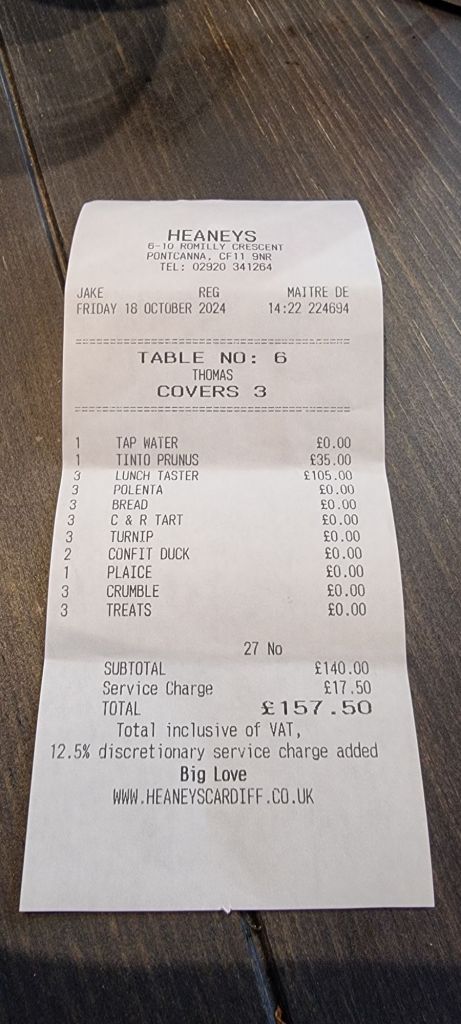 HEANEYS
6-10 ROMILLY CRESCENT
PONTCANNA, CF11 9NR
TEL: 02920 341264
JAKE REG MAITRE DE
FRIDAY 18 OCTOBER 2024 14:22 224694
==================================================
TABLE NO: 6
THOMAS
COVERS 3
==================================================
1 TAP WATER £0.00
1 TINTO PRUNUS £35.00
3 LUNCH TASTER £105.00
3 POLENTA £0.00
3 BREAD £0.00
3 C & R TART £0.00
3 TURNIP £0.00
2 CONFIT DUCK £0.00
1 PLAICE £0.00
3 CRUMBLE £0.00
3 TREATS £0.00
27 No
SUBTOTAL £140.00
Service Charge £17.50
TOTAL £157.50
Total inclusive of VAT,
12.5% discretionary service charge added
Big Love
WWW.HEANEYSCARDIFF.CO.UK